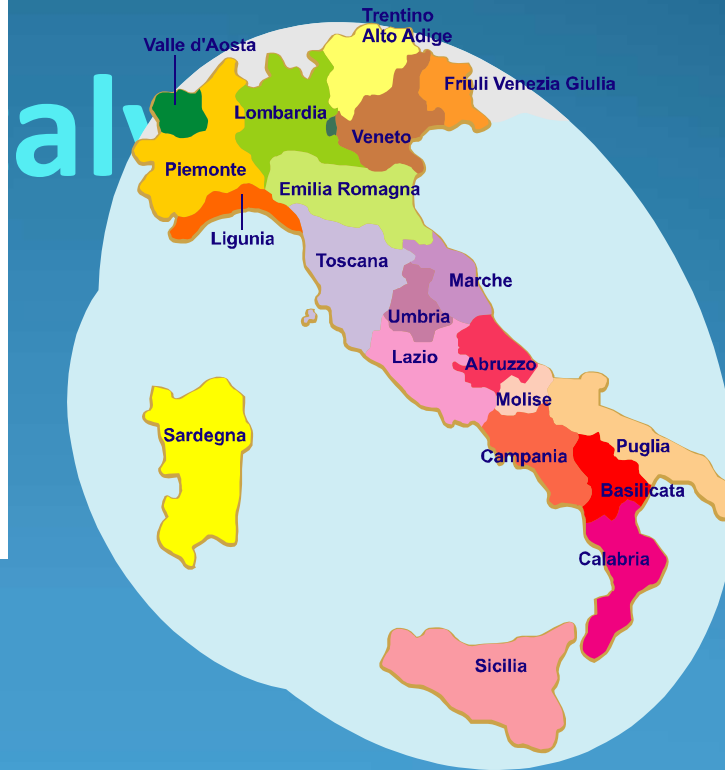 Trentino
Alto Adige
Valle d'Aosta
Friuli Venezia Giulia
Lombardia
Veneto
Piemonte
Emilia Romagna
Ligunia
Toscana
Marche
Umbria
Lazio
Abruzzo
Molise
Sardegna
Puglia
Campania
Basilicata
Calabria
Sicilia